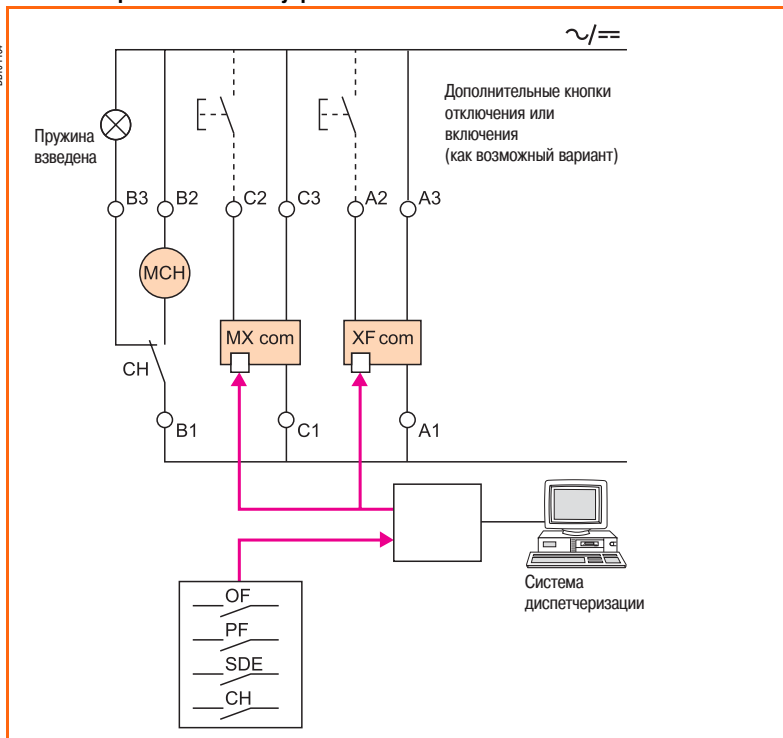 ~/==
Дополнительные кнопки
отключения или
включения
(как возможный вариант)
Пружина
взведена
B3
B2
C2
C3
A2
A3
MCH
MX com
XF com
CH
B1
C1
A1
Система
диспетчеризации
OF
PF
SDE
CH